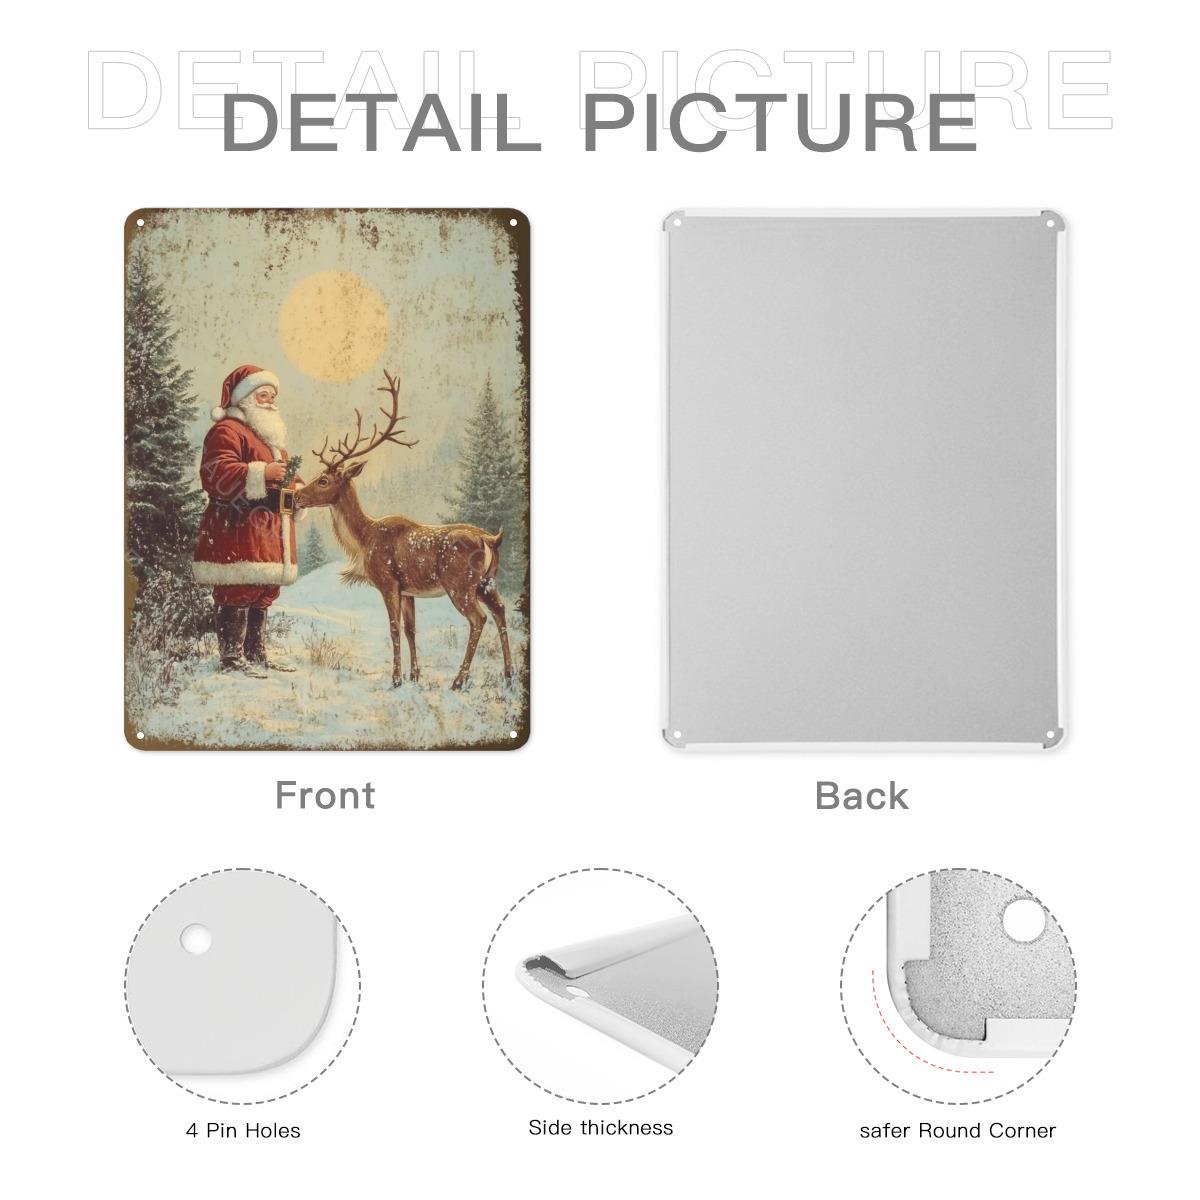 DETAIL PICTURE
DETAIL PICTURE
Front
Back
4 Pin Holes
Side thickness
safer Round Corner